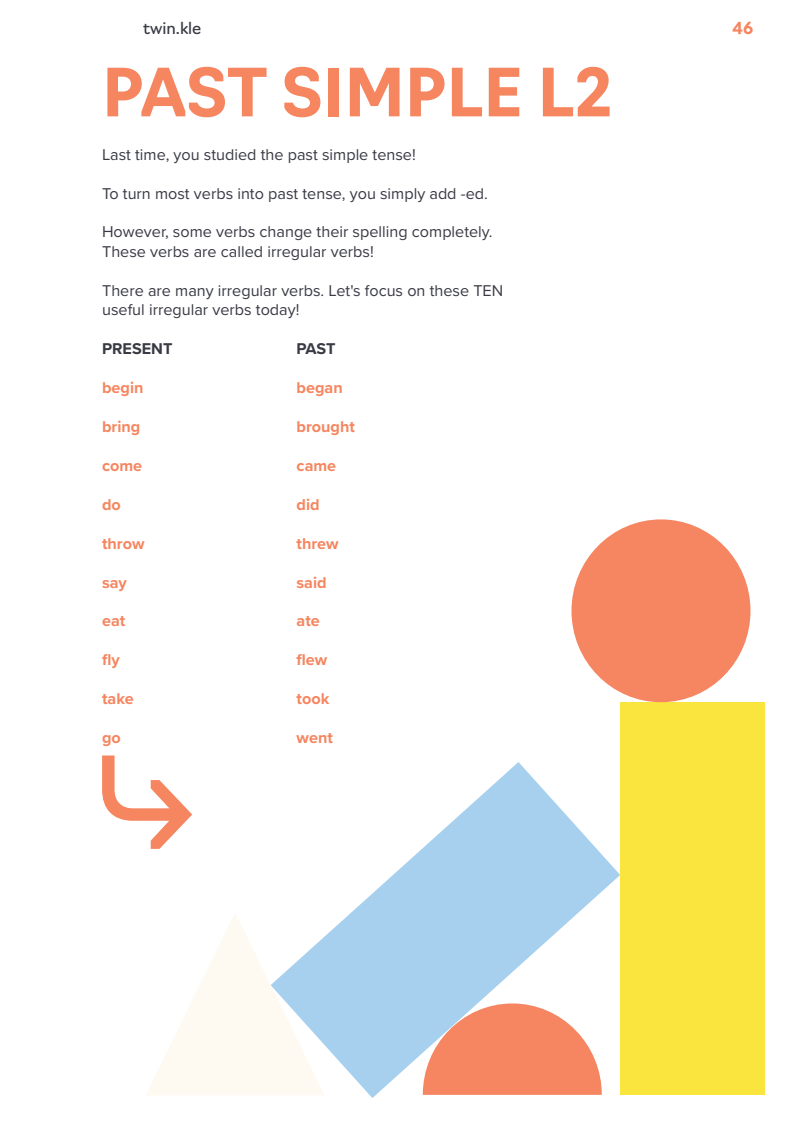 twin.kle
46
PAST SIMPLE L2
Last time, you studied the past simple tense!
To turn most verbs into past tense, you simply add -ed.
However, some verbs change their spelling completely.
These verbs are called irregular verbs!
There are many irregular verbs. Let's focus on these TEN
useful irregular verbs today!
PRESENT PAST
begin began
bring brought
come came
do did
throw threw
say said
eat ate
fly flew
take took
go went